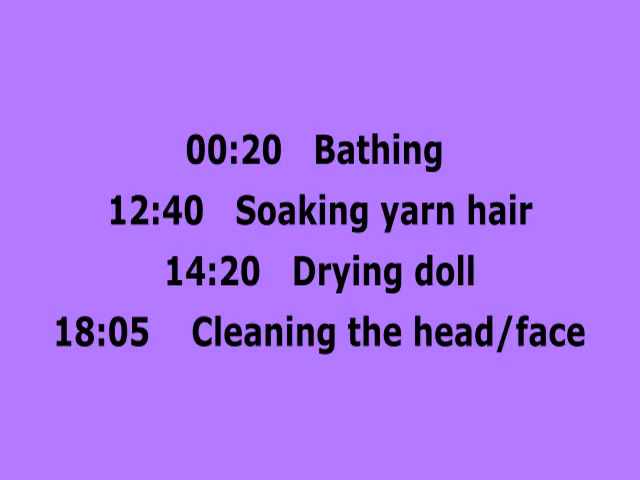 00:20 Bathing
12:40 Soaking yarn hair
14:20 Drying doll
18:05 Cleaning the head/face